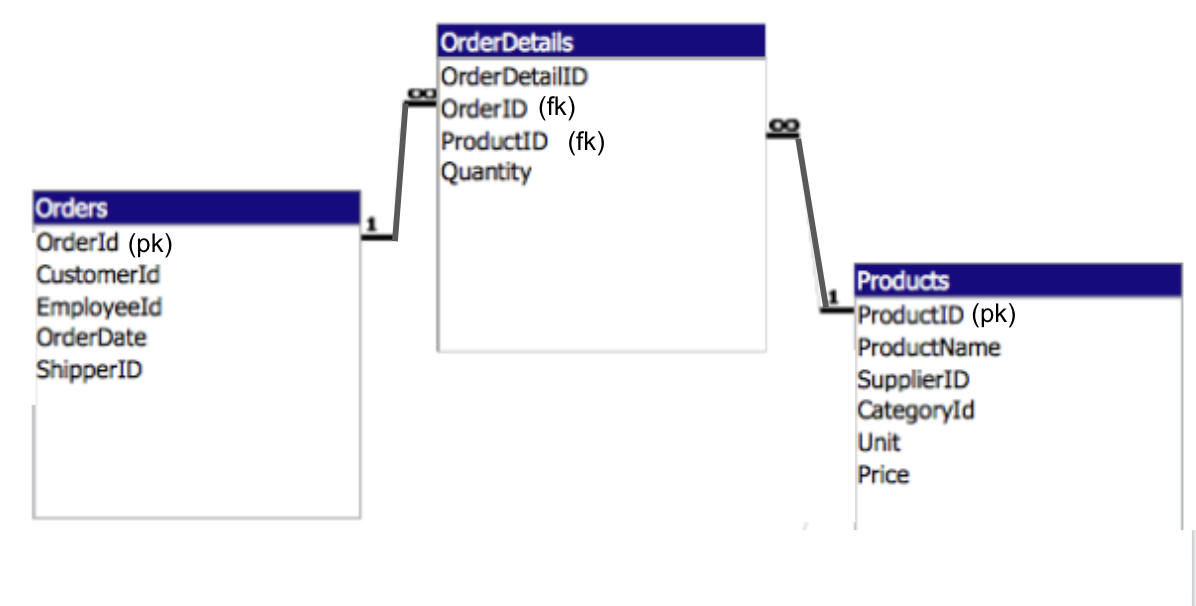 OrderDetails
OrderDetailID
OrderID (fk)
ProductID (fk)
Quantity
∞
∞
Orders
OrderId (pk)
CustomerId
EmployeeId
OrderDate
ShipperID
1
1
Products
ProductID (pk)
ProductName
SupplierID
CategoryId
Unit
Price